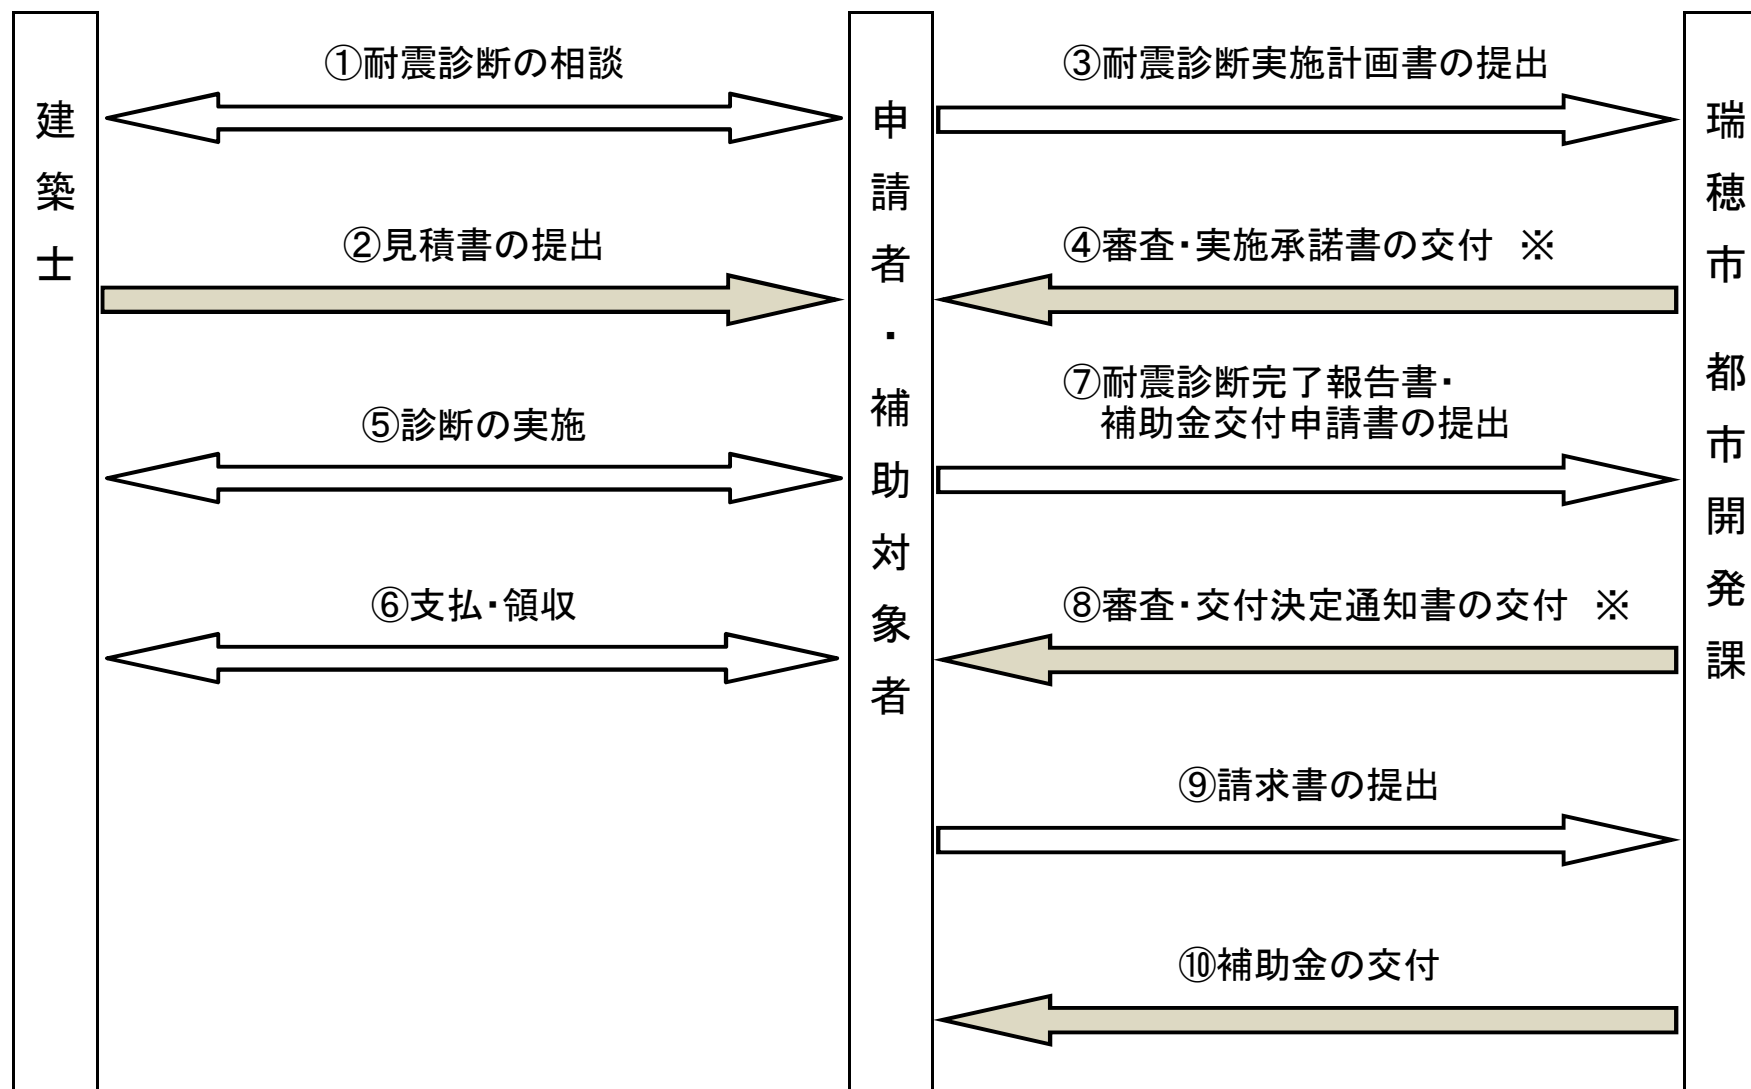 建築士
申請者・補助対象者
瑞穂市 都市開発課
①耐震診断の相談
②見積書の提出
③耐震診断実施計画書の提出
④審査・実施承諾書の交付 ※
⑤診断の実施
⑥支払・領収
⑦耐震診断完了報告書・
補助金交付申請書の提出
⑧審査・交付決定通知書の交付 ※
⑨請求書の提出
⑩補助金の交付